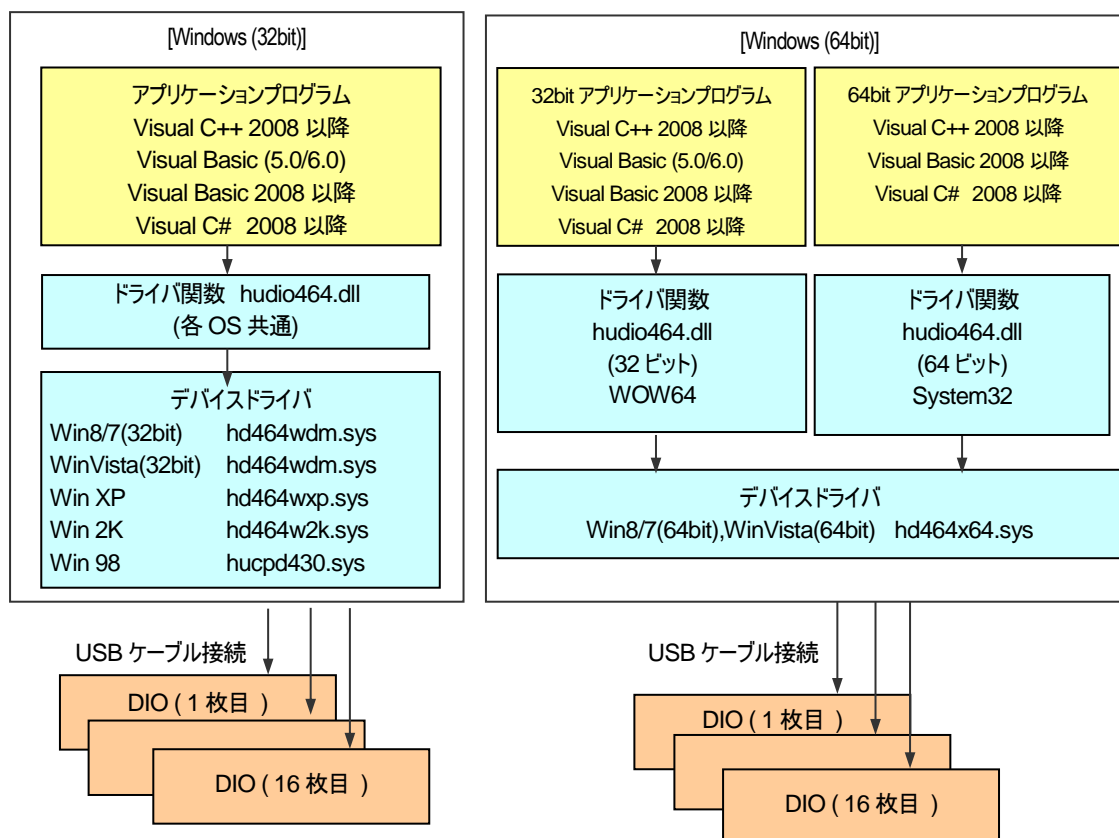 [Windows (32bit)]
アプリケーションプログラム
Visual C++ 2008 以降
Visual Basic (5.0/6.0)
Visual Basic 2008 以降
Visual C# 2008 以降
ドライバ関数 hudio464.dll
(各 OS 共通)
デバイスドライバ
Win8/7(32bit) hd464wdm.sys
WinVista(32bit) hd464wdm.sys
Win XP hd464wxp.sys
Win 2K hd464w2k.sys
Win 98 hucpd430.sys
USB ケーブル接続
DIO ( 1 枚目 )
DIO ( 16 枚目 )
[Windows (64bit)]
32bit アプリケーションプログラム
Visual C++ 2008 以降
Visual Basic (5.0/6.0)
Visual Basic 2008 以降
Visual C# 2008 以降
64bit アプリケーションプログラム
Visual C++ 2008 以降
Visual Basic 2008 以降
Visual C# 2008 以降
ドライバ関数
hudio464.dll
(32 ビット)
WOW64
ドライバ関数
hudio464.dll
(64 ビット)
System32
デバイスドライバ
Win8/7(64bit),WinVista(64bit) hd464x64.sys
USB ケーブル接続
DIO ( 1 枚目 )
DIO ( 16 枚目 )